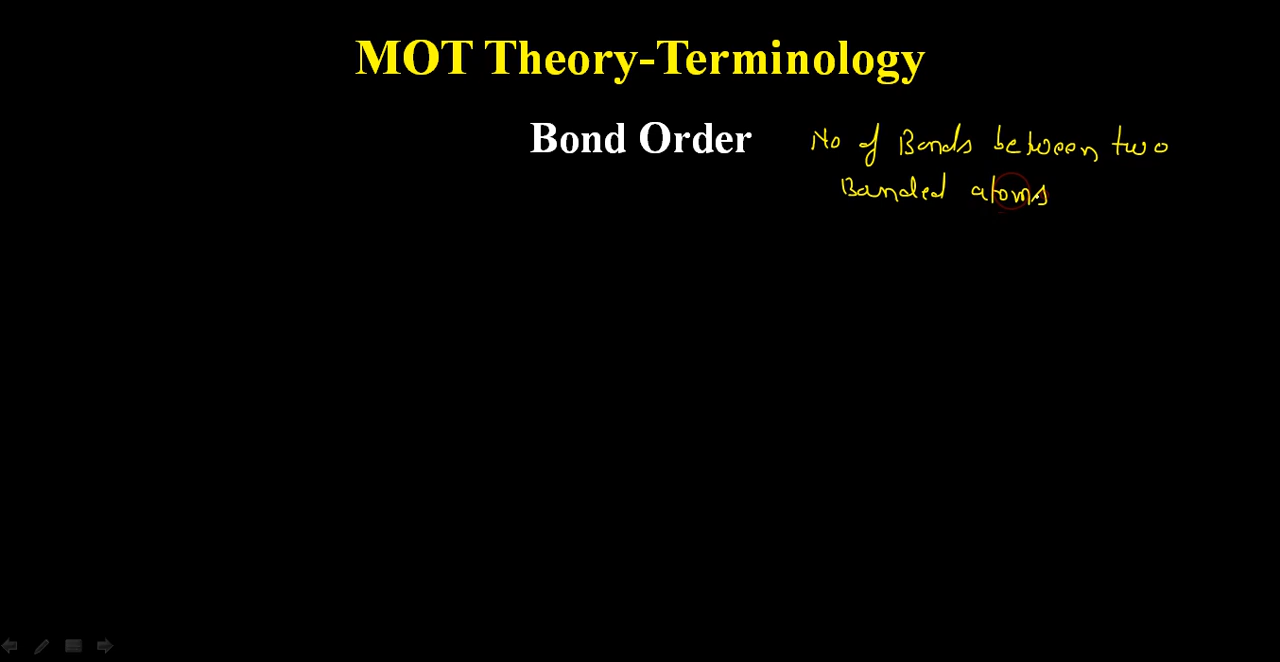 MOT Theory-Terminology
Bond Order No of Bonds between two
Bonded atoms